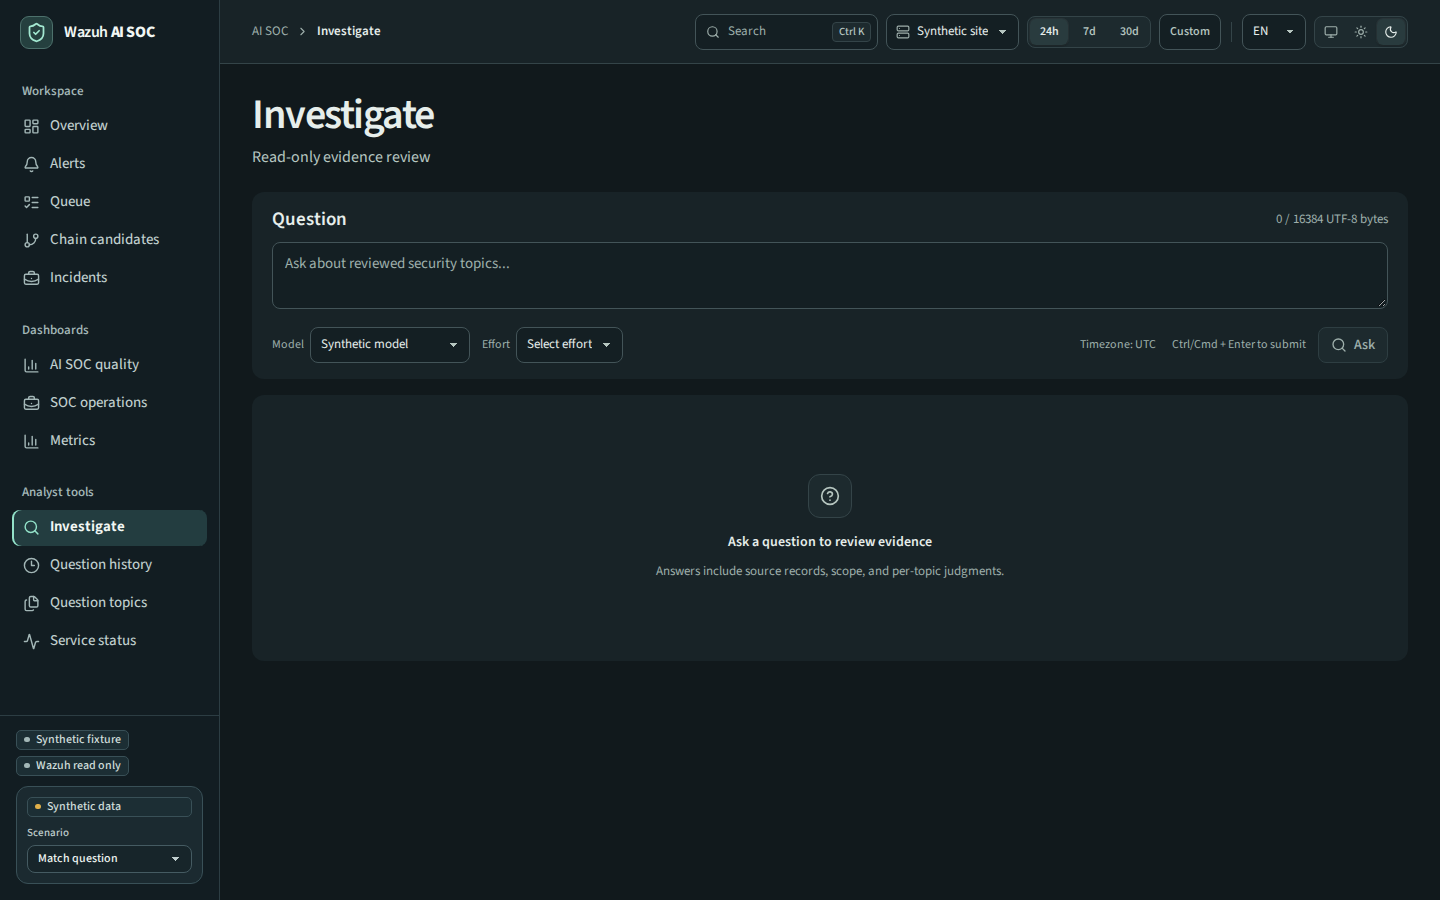 Wazuh AI SOC
AI SOC > Investigate
Search
Ctrl K
Synthetic site
24h
7d
30d
Custom
EN
Workspace
Overview
Alerts
Queue
Chain candidates
Incidents
Dashboards
AI SOC quality
SOC operations
Metrics
Analyst tools
Investigate
Question history
Question topics
Service status
Synthetic fixture
Wazuh read only
Synthetic data
Scenario
Match question
Investigate
Read-only evidence review
Question
0 / 16384 UTF-8 bytes
Ask about reviewed security topics...
Model
Synthetic model
Effort
Select effort
Timezone: UTC
Ctrl/Cmd + Enter to submit
Ask
Ask a question to review evidence
Answers include source records, scope, and per-topic judgments.